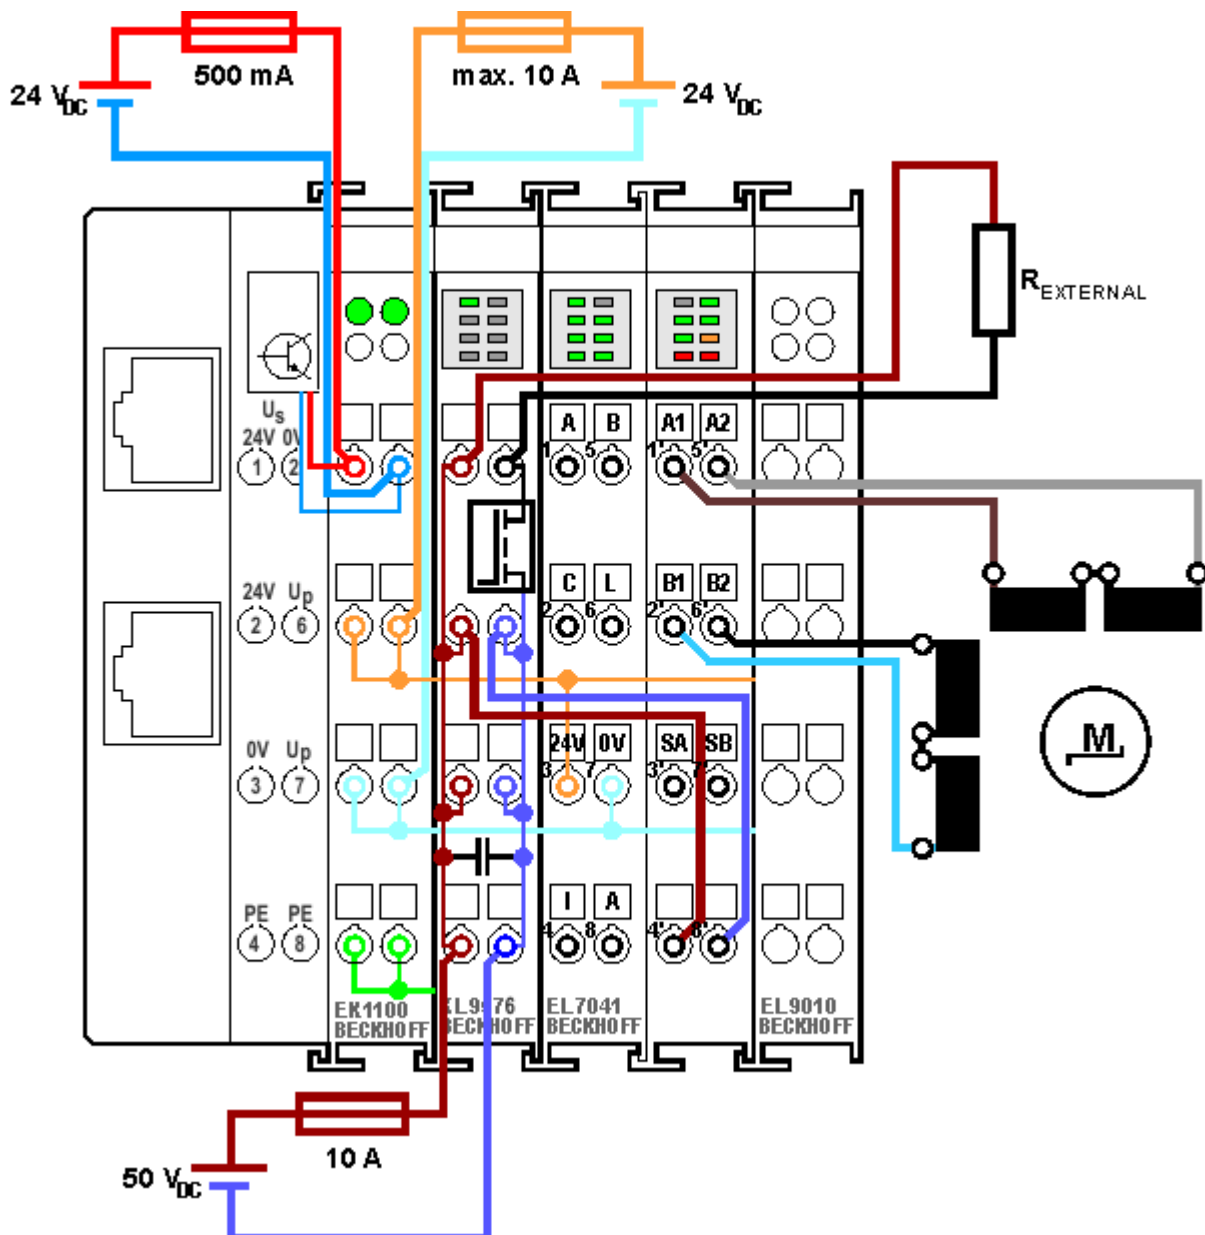 500 mA
max. 10 A
24 VDC
24 VDC
REXTERNAL
Us
24V 0V
1 2
A B
1 5
A1 A2
1' 5'
24V Up
2 6
C L
2 6
B1 B2
2' 6'
M
0V Up
3 7
24V 0V
3 7
SA SB
3' 7'
PE PE
4 8
I A
4 8
4' 8'
EK1100
BECKHOFF
BECKHOFF
EL7041
BECKHOFF
EL9010
BECKHOFF
10 A
50 VDC